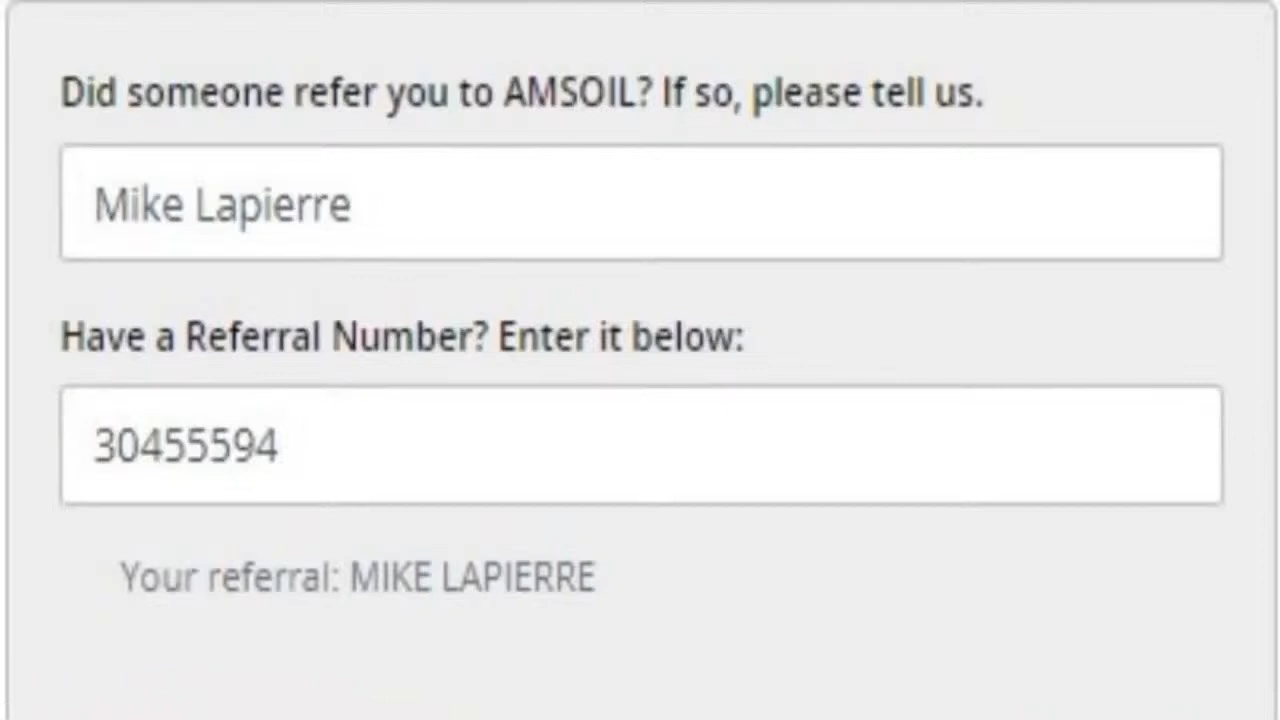 Did someone refer you to AMSOIL? If so, please tell us.
Mike Lapierre
Have a Referral Number? Enter it below:
30455594
Your referral: MIKE LAPIERRE